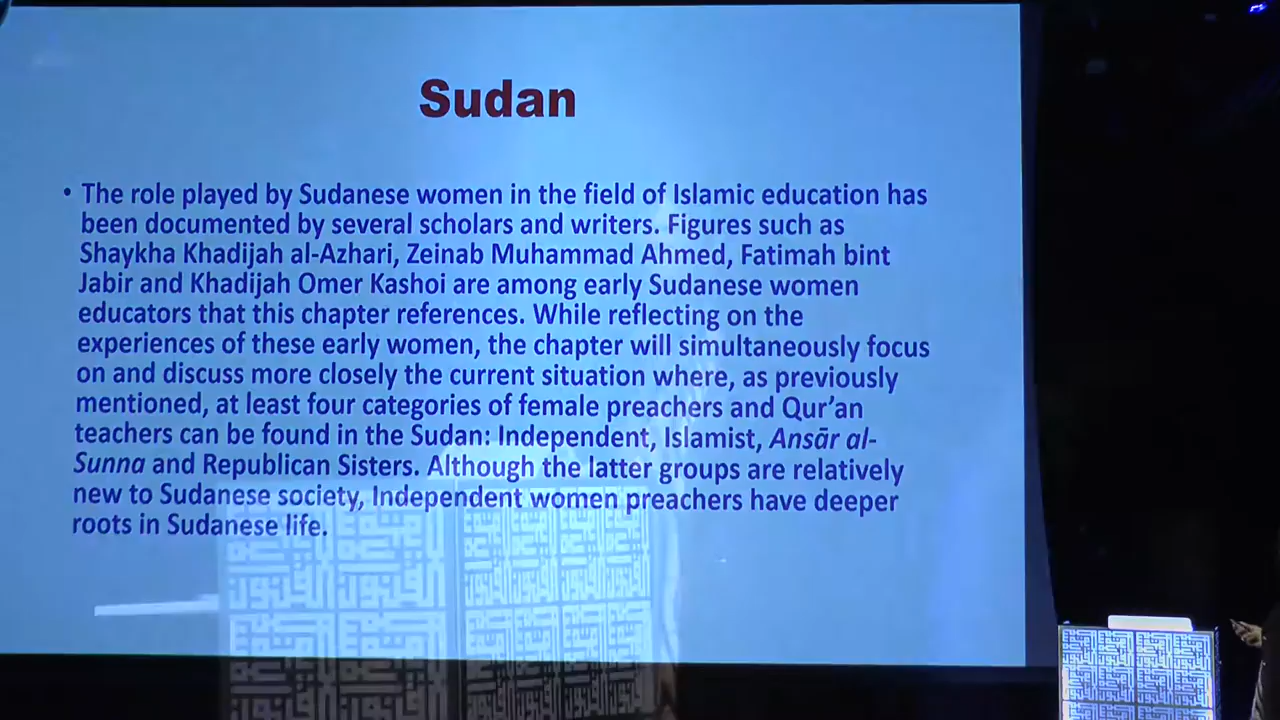 Sudan
• The role played by Sudanese women in the field of Islamic education has
been documented by several scholars and writers. Figures such as
Shaykha Khadijah al-Azhari, Zeinab Muhammad Ahmed, Fatimah bint
Jabir and Khadijah Omer Kashoi are among early Sudanese women
educators that this chapter references. While reflecting on the
experiences of these early women, the chapter will simultaneously focus
on and discuss more closely the current situation where, as previously
mentioned, at least four categories of female preachers and Qur’an
teachers can be found in the Sudan: Independent, Islamist, Ansār al-
Sunna and Republican Sisters. Although the latter groups are relatively
new to Sudanese society, Independent women preachers have deeper
roots in Sudanese life.